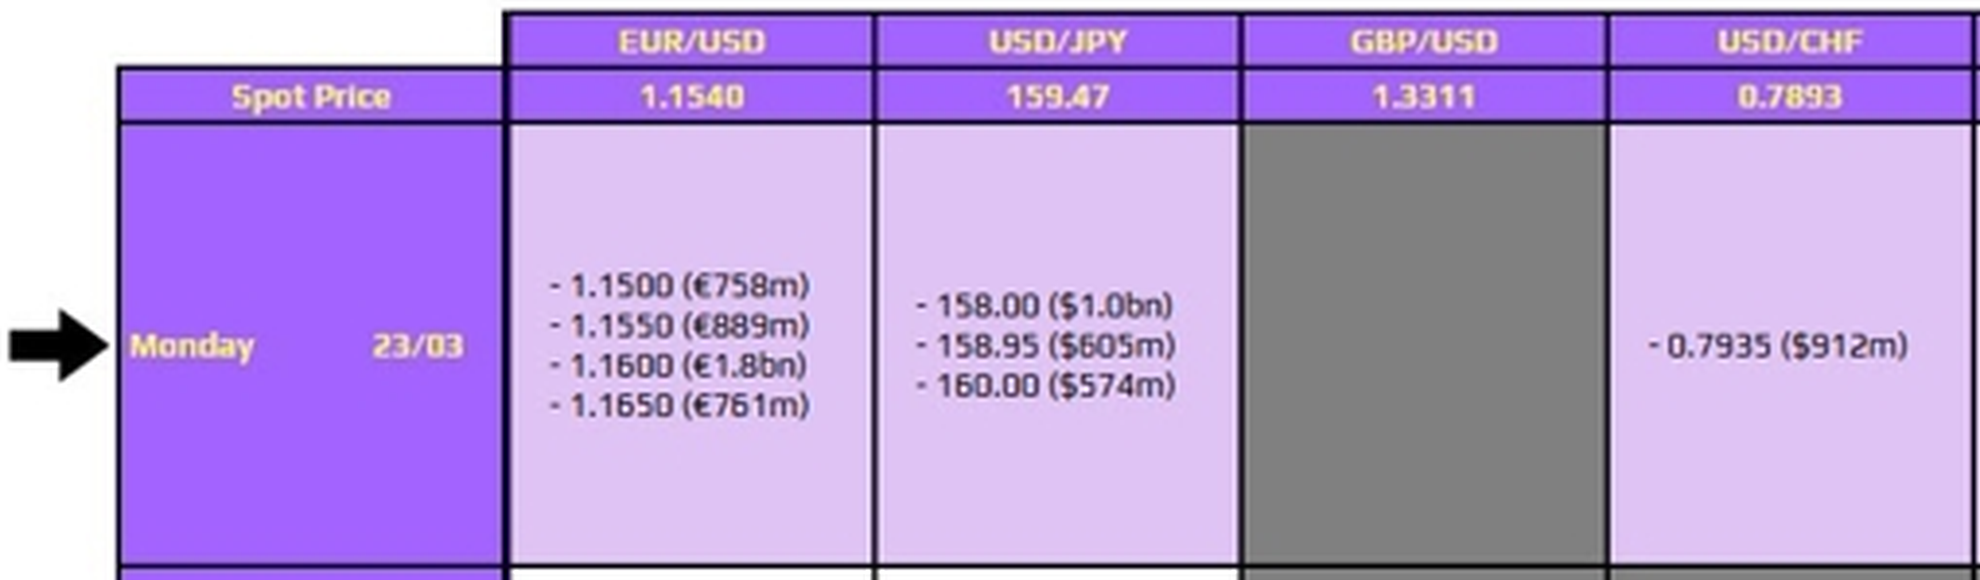 EUR/USD USD/JPY GBP/USD USD/CHF
Spot Price 1.1540 159.47 1.3311 0.7893
Monday 23/03
- 1.1500 (€758m)
- 1.1550 (€889m)
- 1.1600 (€1.8bn)
- 1.1650 (€761m)
- 158.00 ($1.0bn)
- 158.95 ($605m)
- 160.00 ($574m)
- 0.7935 ($912m)